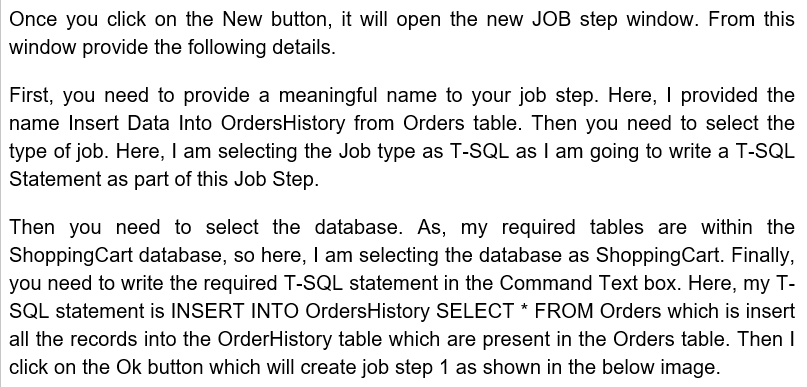 Once you click on the New button, it will open the new JOB step window. From this
window provide the following details.
First, you need to provide a meaningful name to your job step. Here, I provided the
name Insert Data Into OrdersHistory from Orders table. Then you need to select the
type of job. Here, I am selecting the Job type as T-SQL as I am going to write a T-SQL
Statement as part of this Job Step.
Then you need to select the database. As, my required tables are within the
ShoppingCart database, so here, I am selecting the database as ShoppingCart. Finally,
you need to write the required T-SQL statement in the Command Text box. Here, my T-
SQL statement is INSERT INTO OrdersHistory SELECT * FROM Orders which is insert
all the records into the OrderHistory table which are present in the Orders table. Then I
click on the Ok button which will create job step 1 as shown in the below image.